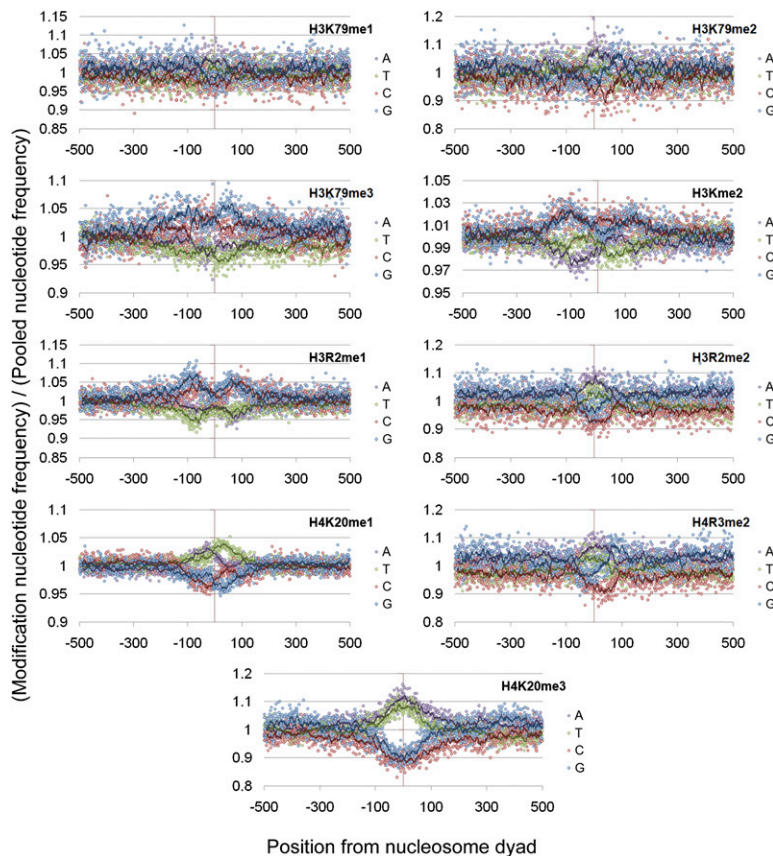 (Modification nucleotide frequency) / (Pooled nucleotide frequency)
H3K79me1
1.15
1.1
1.05
1
0.95
0.9
0.85
-500 -300 -100 100 300 500
A
T
C
G
H3K79me2
1.2
1.1
1
0.9
0.8
-500 -300 -100 100 300 500
A
T
C
G
H3K79me3
1.1
1.05
1
0.95
0.9
-500 -300 -100 100 300 500
A
T
C
G
H3Kme2
1.05
1.03
1.01
0.99
0.97
0.95
-500 -300 -100 100 300 500
A
T
C
G
H3R2me1
1.15
1.1
1.05
1
0.95
0.9
0.85
-500 -300 -100 100 300 500
A
T
C
G
H3R2me2
1.2
1.1
1
0.9
0.8
-500 -300 -100 100 300 500
A
T
C
G
H4K20me1
1.1
1.05
1
0.95
0.9
-500 -300 -100 100 300 500
A
T
C
G
H4R3me2
1.2
1.1
1
0.9
0.8
-500 -300 -100 100 300 500
A
T
C
G
H4K20me3
1.2
1.1
1
0.9
0.8
-500 -300 -100 100 300 500
A
T
C
G
Position from nucleosome dyad